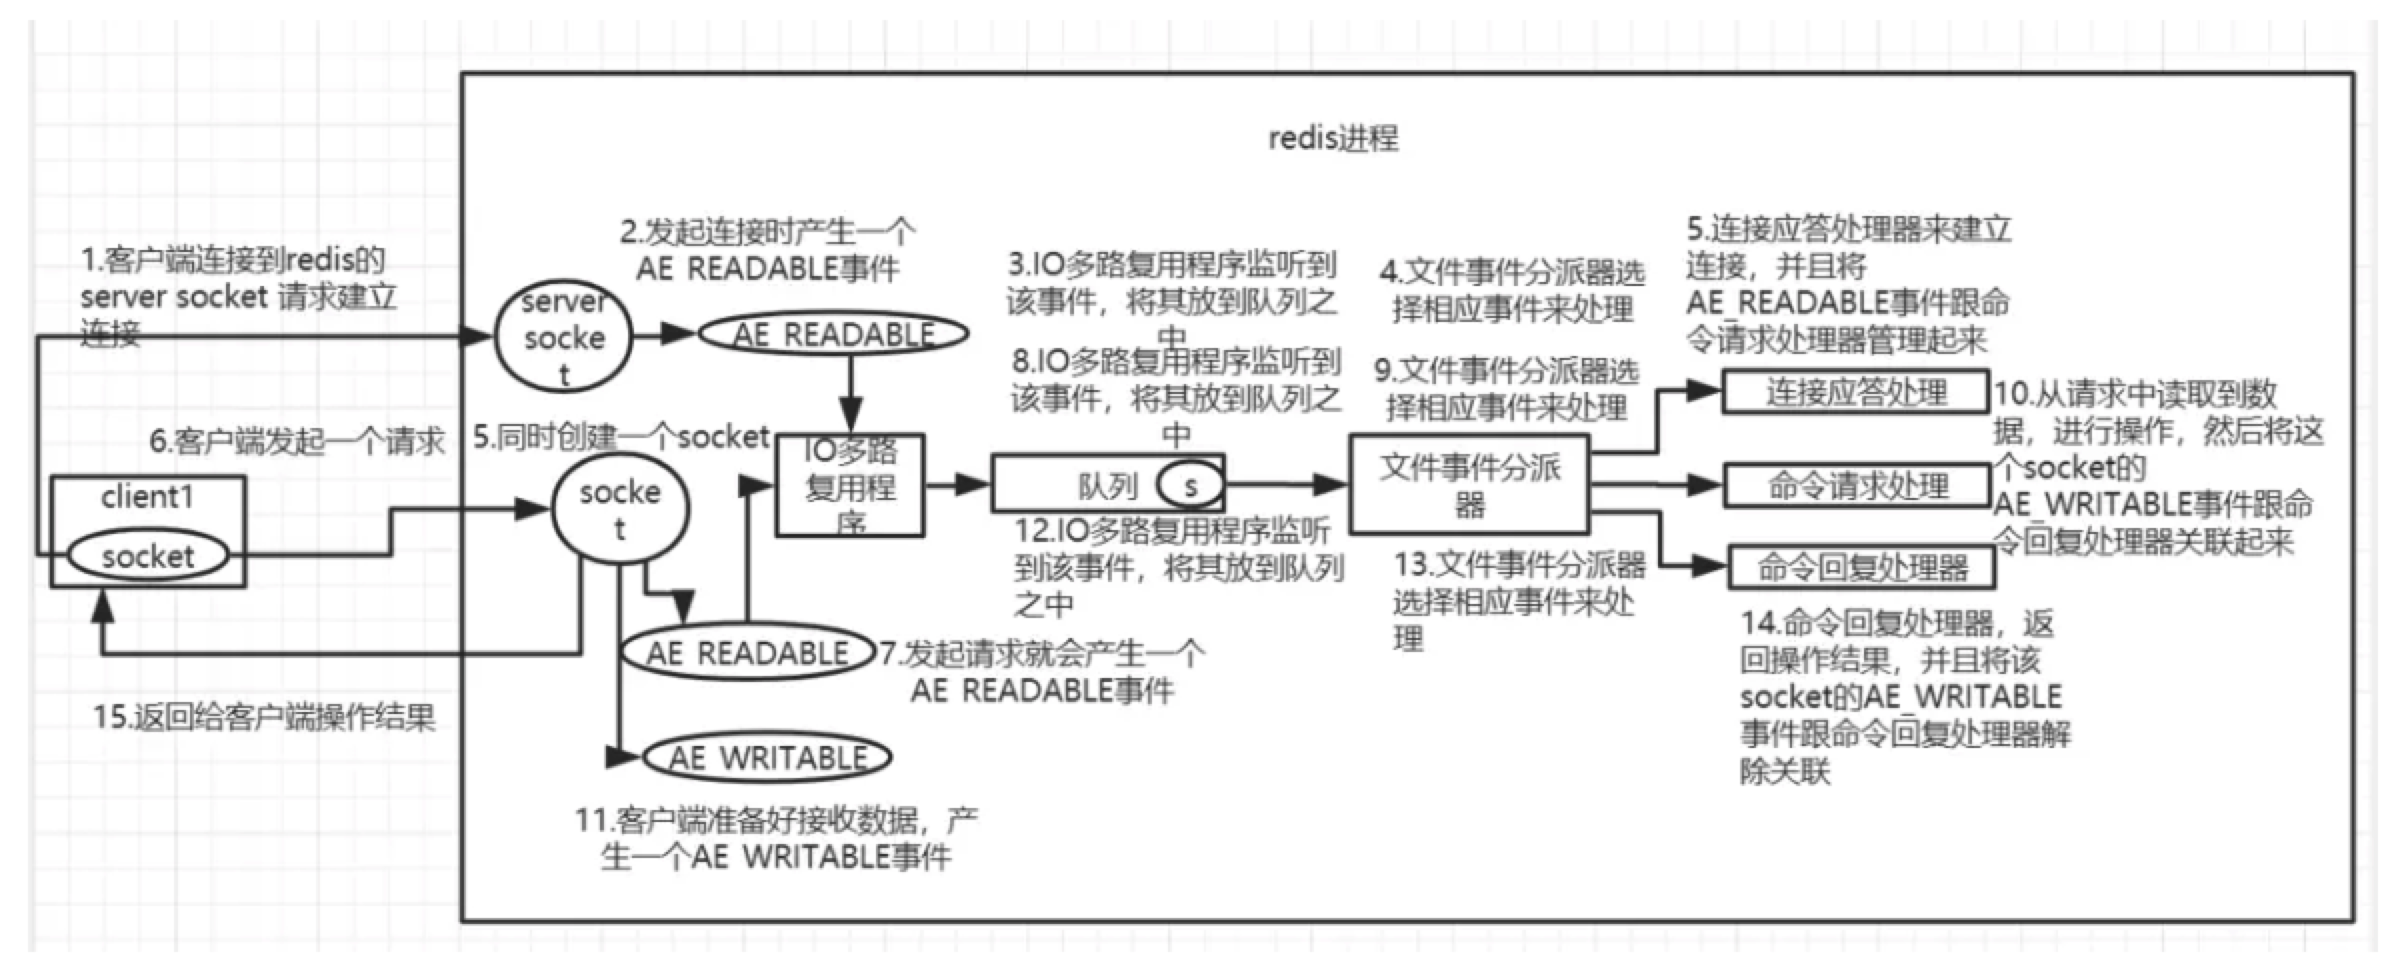 redis进程
1.客户端连接到redis的
server socket 请求建立
连接
2.发起连接时产生一个
AE READABLE事件
server
socke
t
AE READABLE
3.IO多路复用程序监听到
该事件，将其放到队列之
中
4.文件事件分派器选
择相应事件来处理
5.连接应答处理器来建立
连接，并且将
AE_READABLE事件跟命
令请求处理器管理起来
8.IO多路复用程序监听到
该事件，将其放到队列之
中
9.文件事件分派器选
择相应事件来处理
连接应答处理
10.从请求中读取到数
据，进行操作，然后将这
个socket的
AE_WRITABLE事件跟命
令回复处理器关联起来
6.客户端发起一个请求
5.同时创建一个socket
client1
socket
socke
t
IO多路
复用程
序
队列
s
文件事件分派
器
命令请求处理
命令回复处理器
12.IO多路复用程序监听
到该事件，将其放到队列
之中
13.文件事件分派器
选择相应事件来处
理
14.命令回复处理器，返
回操作结果，并且将该
socket的AE_WRITABLE
事件跟命令回复处理器解
除关联
AE READABLE
7.发起请求就会产生一个
AE READABLE事件
15.返回给客户端操作结果
AE WRITABLE
11.客户端准备好接收数据，产
生一个AE WRITABLE事件